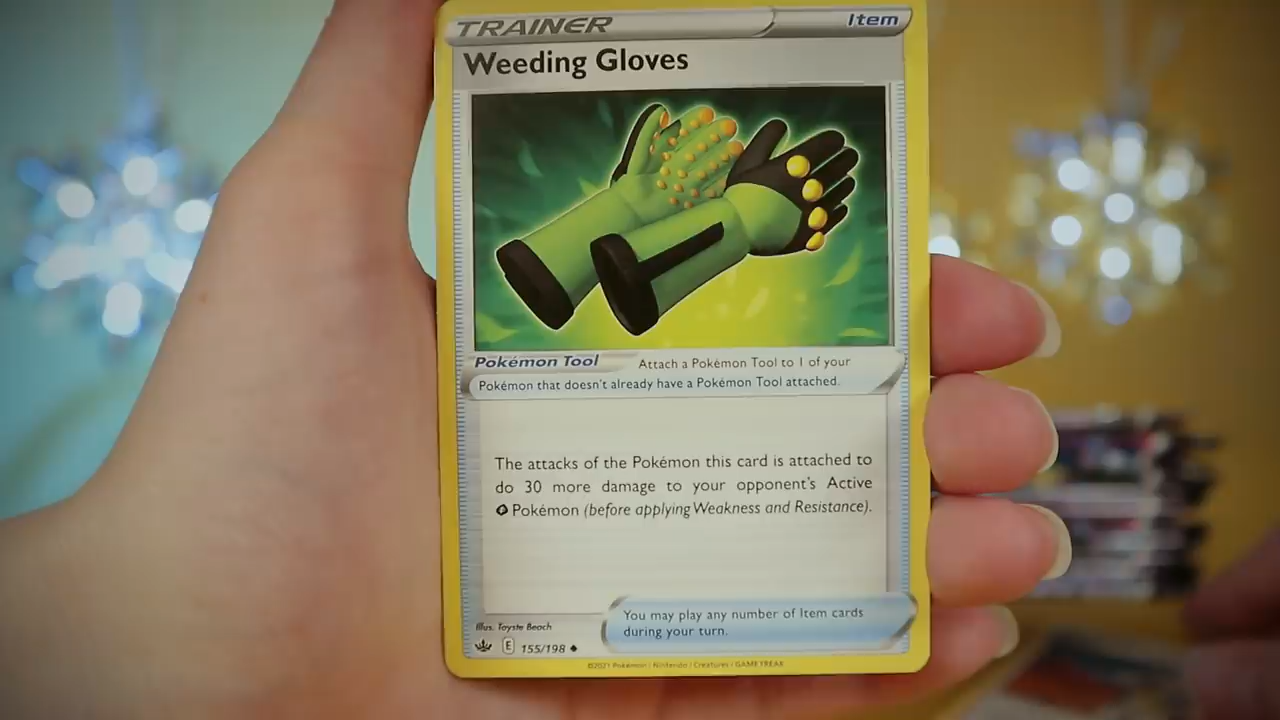 TRAINER Item
Weeding Gloves
Pokémon Tool Attach a Pokémon Tool to 1 of your
Pokémon that doesn't already have a Pokémon Tool attached.
The attacks of the Pokémon this card is attached to
do 30 more damage to your opponent's Active
Pokémon (before applying Weakness and Resistance).
You may play any number of Item cards
during your turn.
Illus. Toyste Beach
E 155/198
©2021 Pokémon / Nintendo / Creatures / GAME FREAK